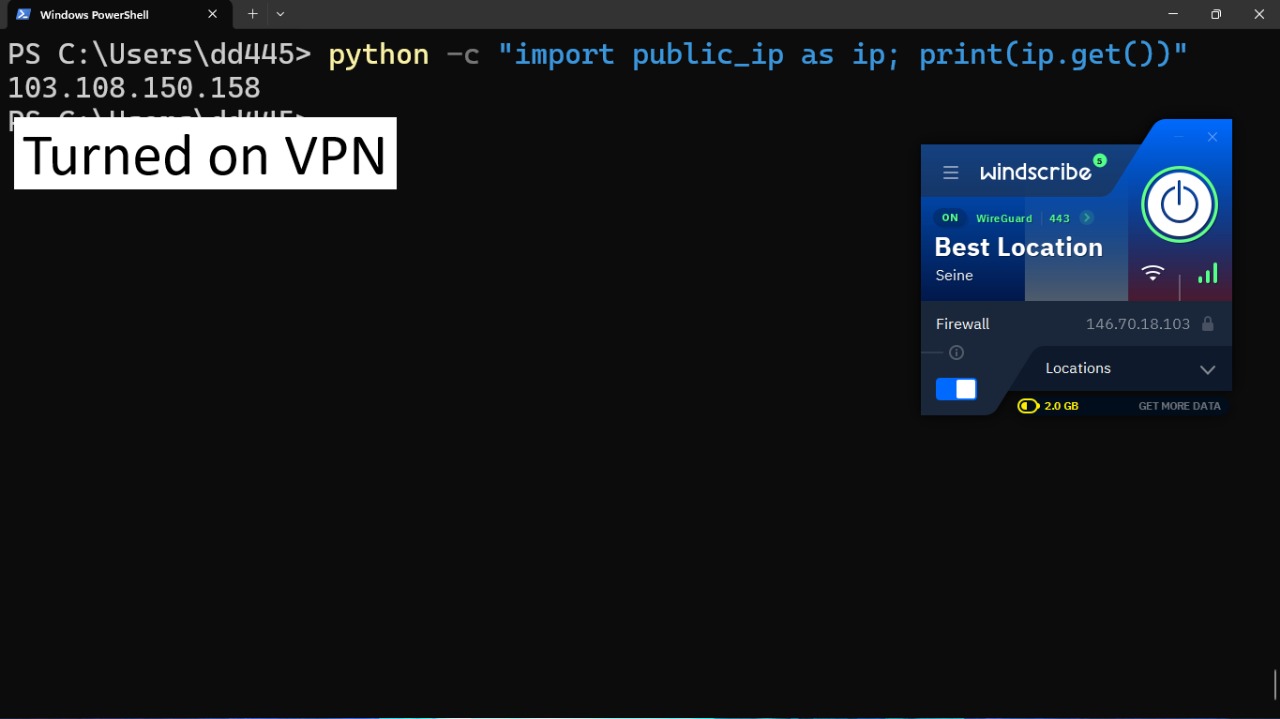 Windows PowerShell
PS C:\Users\dd445> python -c "import public_ip as ip; print(ip.get())"
103.108.150.158
PS C:\Users\dd445>
Turned on VPN
windscribe 5
ON WireGuard 443
Best Location
Seine
Firewall 146.70.18.103
Locations
2.0 GB GET MORE DATA